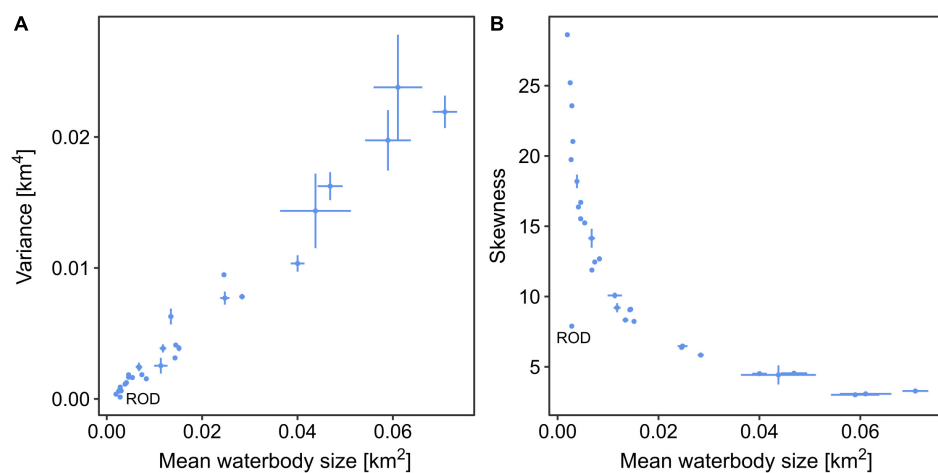 A
Variance [km⁴]
0.02
0.01
0.00
ROD
0.00
0.02
0.04
0.06
Mean waterbody size [km²]
B
Skewness
25
20
15
10
5
ROD
0.00
0.02
0.04
0.06
Mean waterbody size [km²]